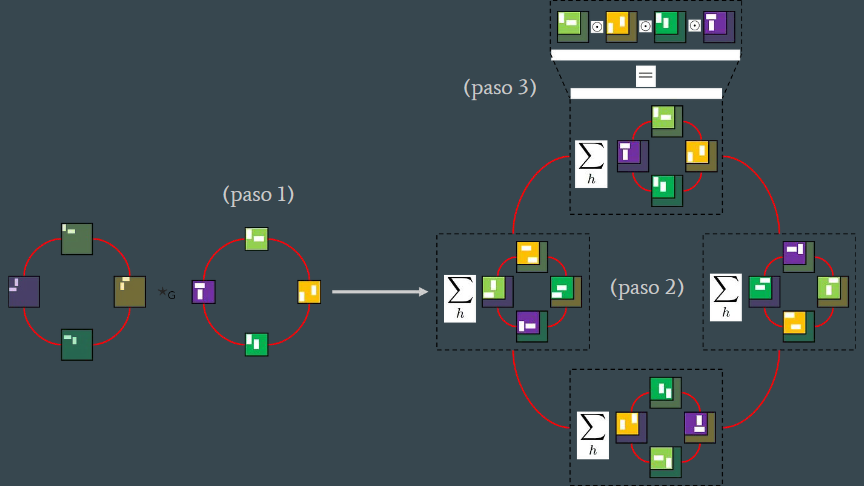 (paso 3)
=
∑
h
(paso 1)
⋆G
∑
h
(paso 2)
∑
h
∑
h